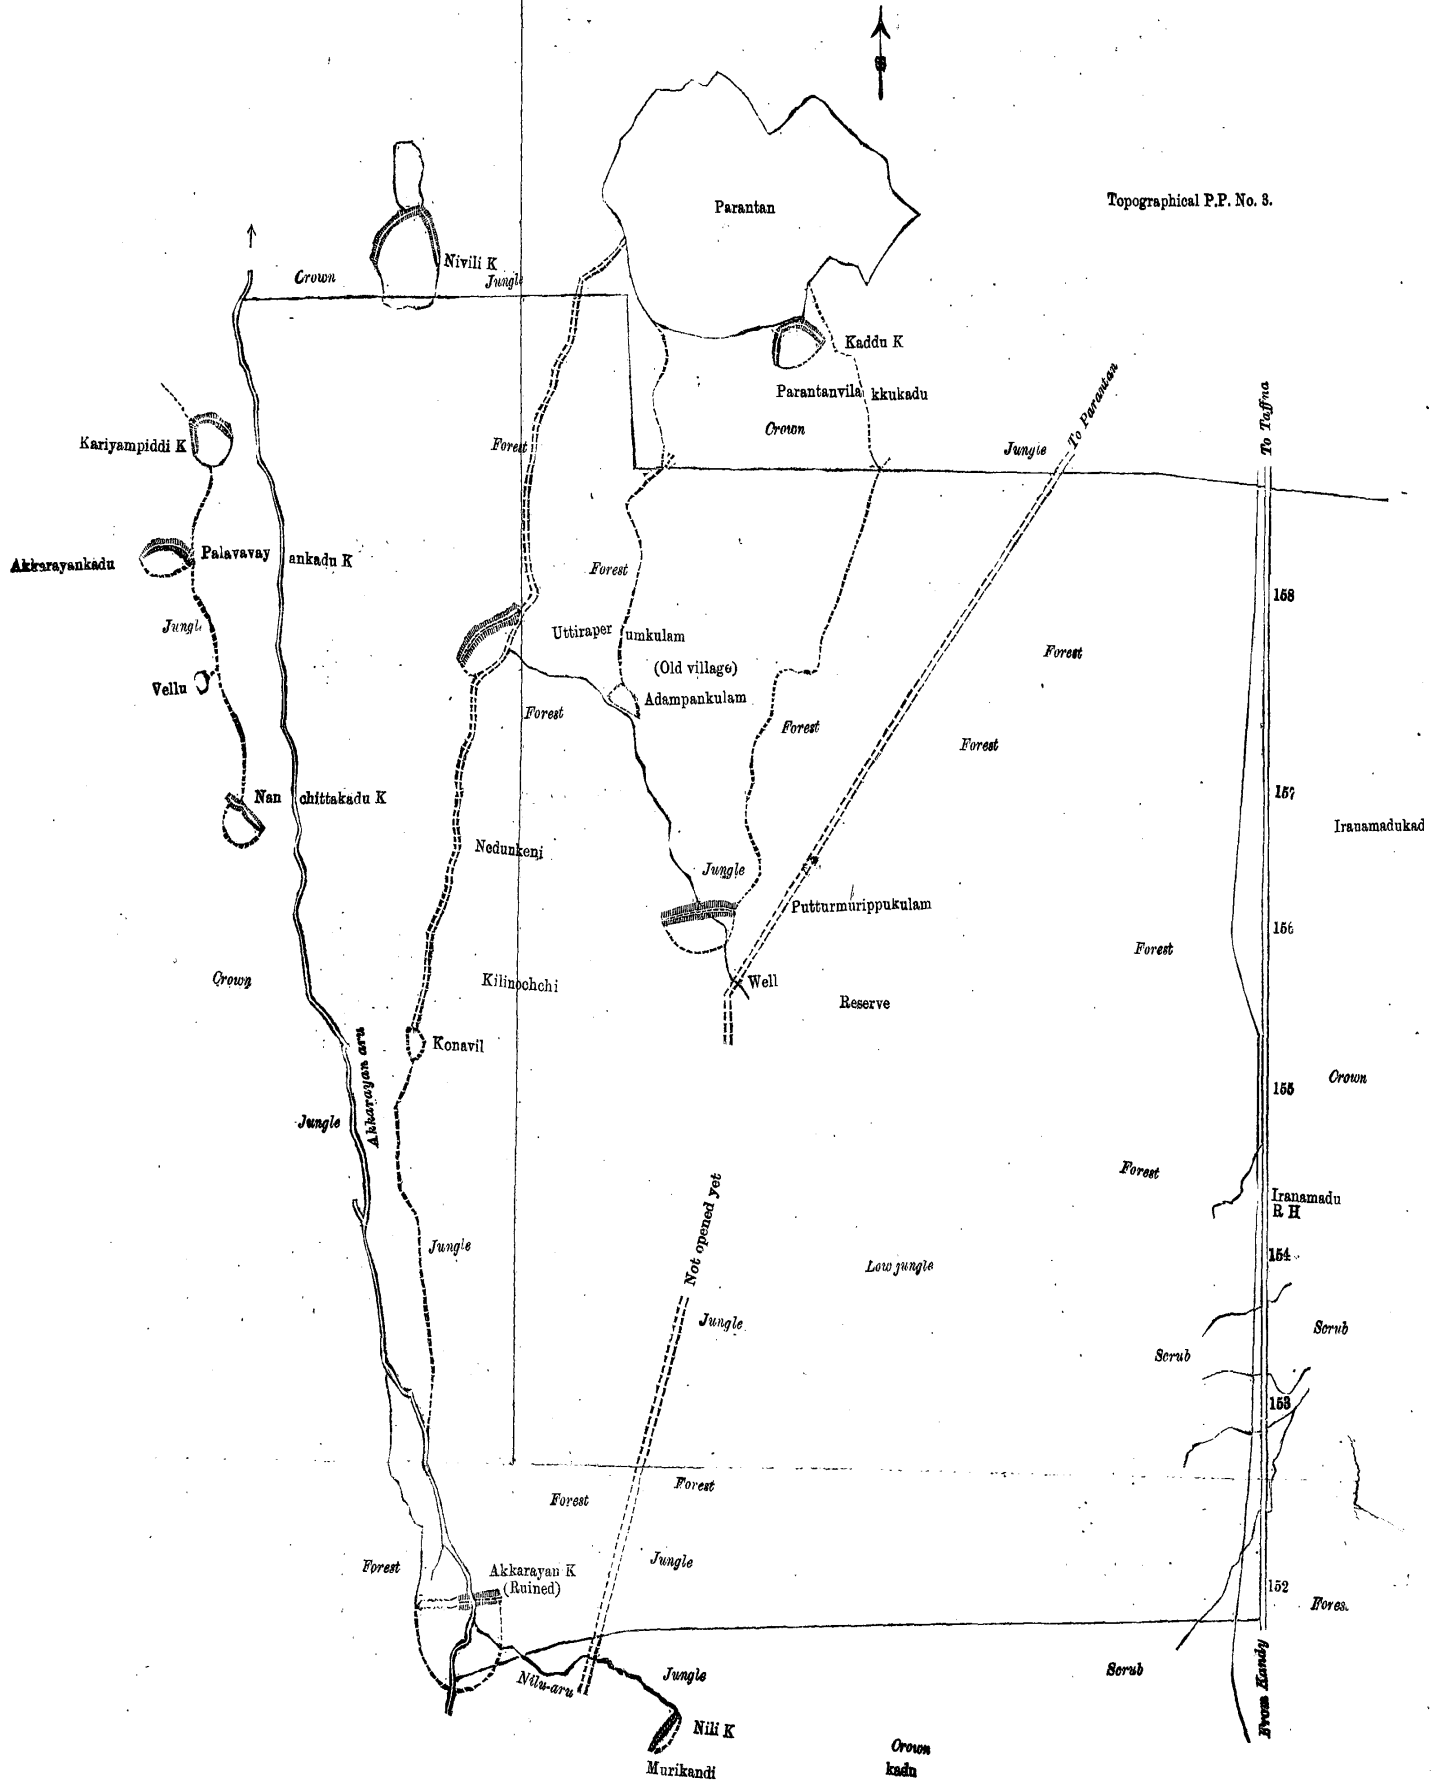 Topographical P.P. No. 3.
Parantan
Nivili K
Crown
Jungle
Kaddu K
Parantanvila kkukadu
Crown
To Parantan
To Taffna
Kariyampiddi K
Forest
Jungle
Akkarayankadu
Palavavay ankadu K
Forest
158
Jungl
Uttiraper umkulam
(Old village)
Forest
Vellu
Adampankulam
Forest
Forest
Forest
157
Nan chittakadu K
Iranamadukad
Nedunkeni
Jungle
Putturmurippukulam
156
Forest
Crown
Kilinochchi
Well
Reserve
Konavil
Akkarayan aru
155
Crown
Jungle
Forest
Not opened yet
Iranamadu
R H
Jungle
154
Low jungle
Jungle
Scrub
Scrub
153
Forest
Forest
Forest
Jungle
Akkarayan K
(Ruined)
152
Fores.
Nilu-aru
Jungle
Scrub
From Kandy
Nili K
Murikandi
Crown
kadu